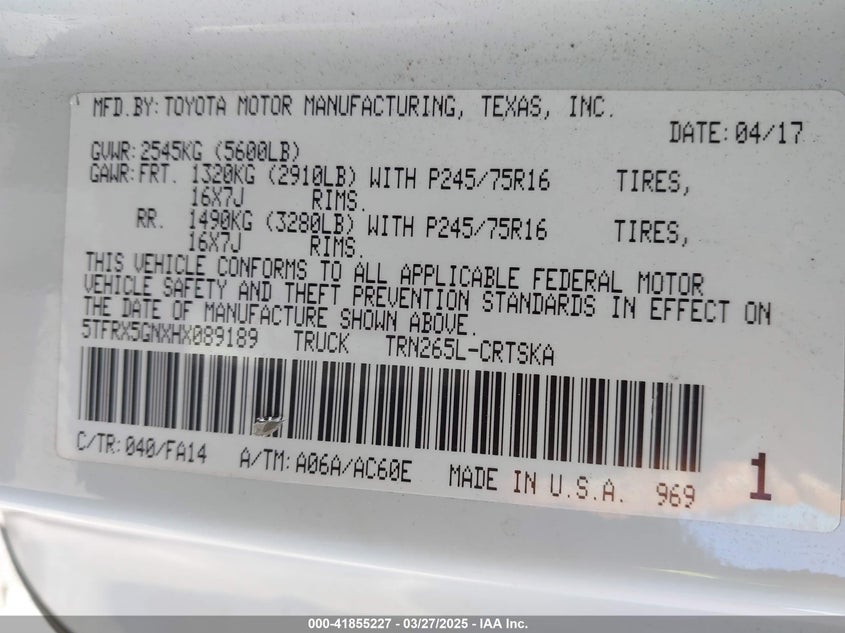 MFD.BY: TOYOTA MOTOR MANUFACTURING, TEXAS, INC.
DATE: 04/17
GVWR: 2545KG (5600LB)
GAWR: FRT. 1320KG (2910LB) WITH P245/75R16 TIRES,
16X7J RIMS.
RR. 1490KG (3280LB) WITH P245/75R16 TIRES,
16X7J RIMS.
THIS VEHICLE CONFORMS TO ALL APPLICABLE FEDERAL MOTOR
VEHICLE SAFETY AND THEFT PREVENTION STANDARDS IN EFFECT ON
THE DATE OF MANUFACTURE SHOWN ABOVE.
5TFRX5GNXHX089189 TRUCK TRN265L-CRTSKA
C/TR: 040/FA14 A/TM: A06A/AC60E MADE IN U.S.A. 969 1
000-41855227 - 03/27/2025 - IAA Inc.